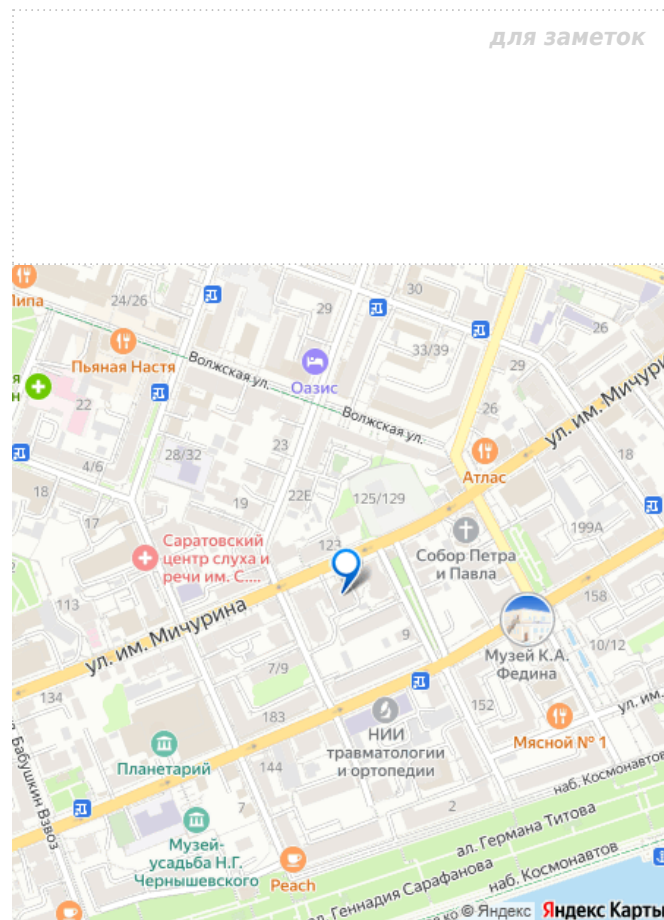 для заметок
Липа
24/26
29
30
Пьяная Настя
Волжская ул.
Оазис
33/39
26
29
22
26
ул. им. Мичури
Волжская ул.
Атлас
28/32
23
4/6
18
18
22Е
125/129
19
17
199А
Саратовский
центр слуха и
речи им. С....
123
Собор Петра
и Павла
113
158
ул. им. Мичурина
9
10/12
Музей К.А.
Федина
7/9
134
183
152
ул. им.
НИИ
травматологии
и ортопедии
Мясной № 1
Бабушкин Взвоз
Планетарий
144
наб. Космонавтов
7
2
ал. Германа Титова
Музей-
усадьба Н.Г.
Чернышевского
Peach
наб. Космонавтов
ал. Геннадия Сарафанова
© Яндекс Яндекс Карты